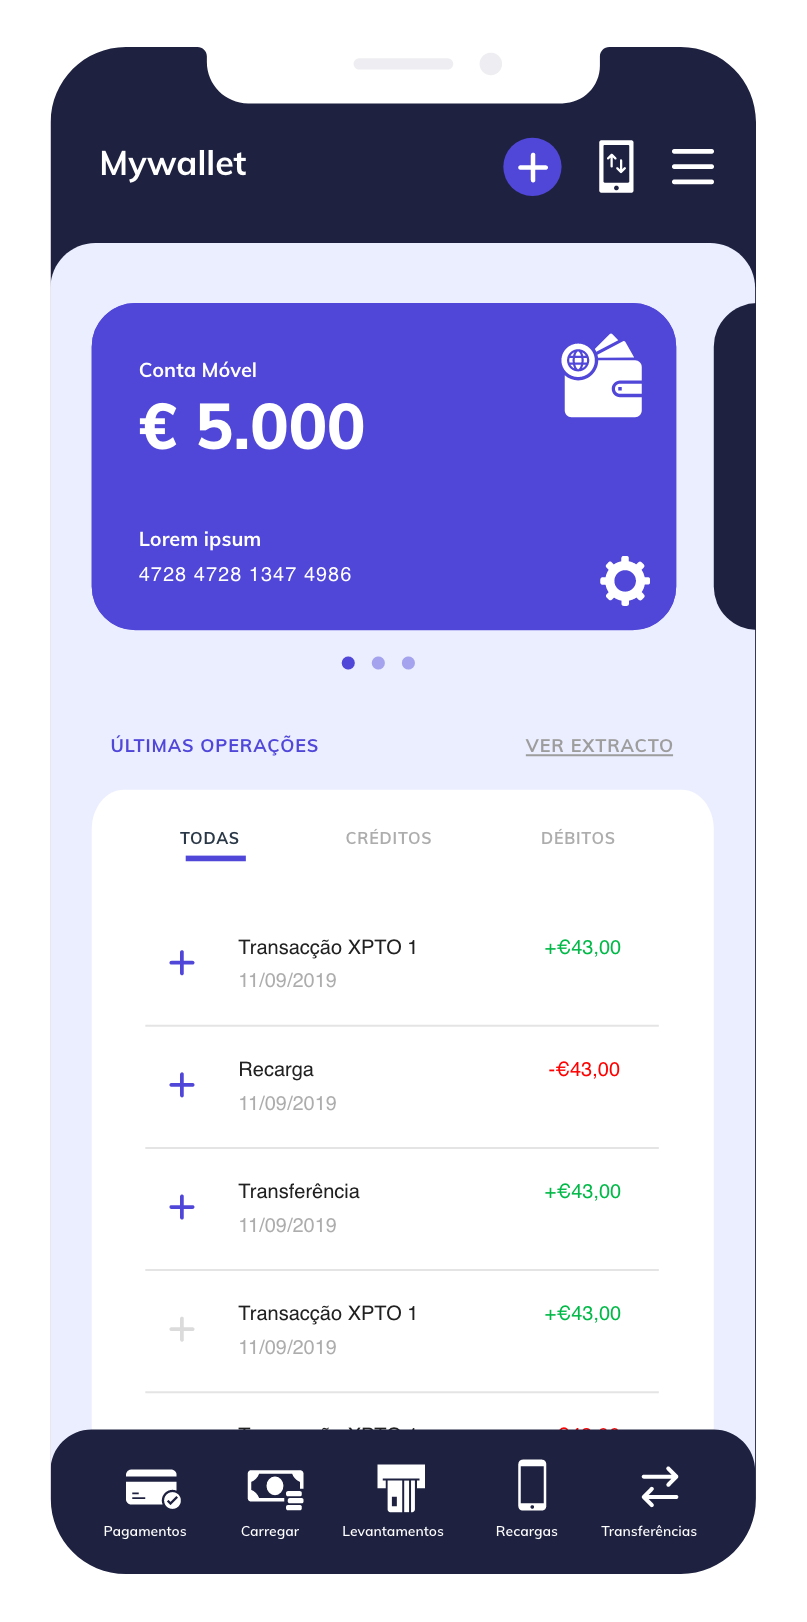 Mywallet
Conta Móvel
€ 5.000
Lorem ipsum
4728 4728 1347 4986
ÚLTIMAS OPERAÇÕES
VER EXTRACTO
TODAS
CRÉDITOS
DÉBITOS
Transacção XPTO 1
+€43,00
11/09/2019
Recarga
-€43,00
11/09/2019
Transferência
+€43,00
11/09/2019
Transacção XPTO 1
+€43,00
11/09/2019
Pagamentos
Carregar
Levantamentos
Recargas
Transferências